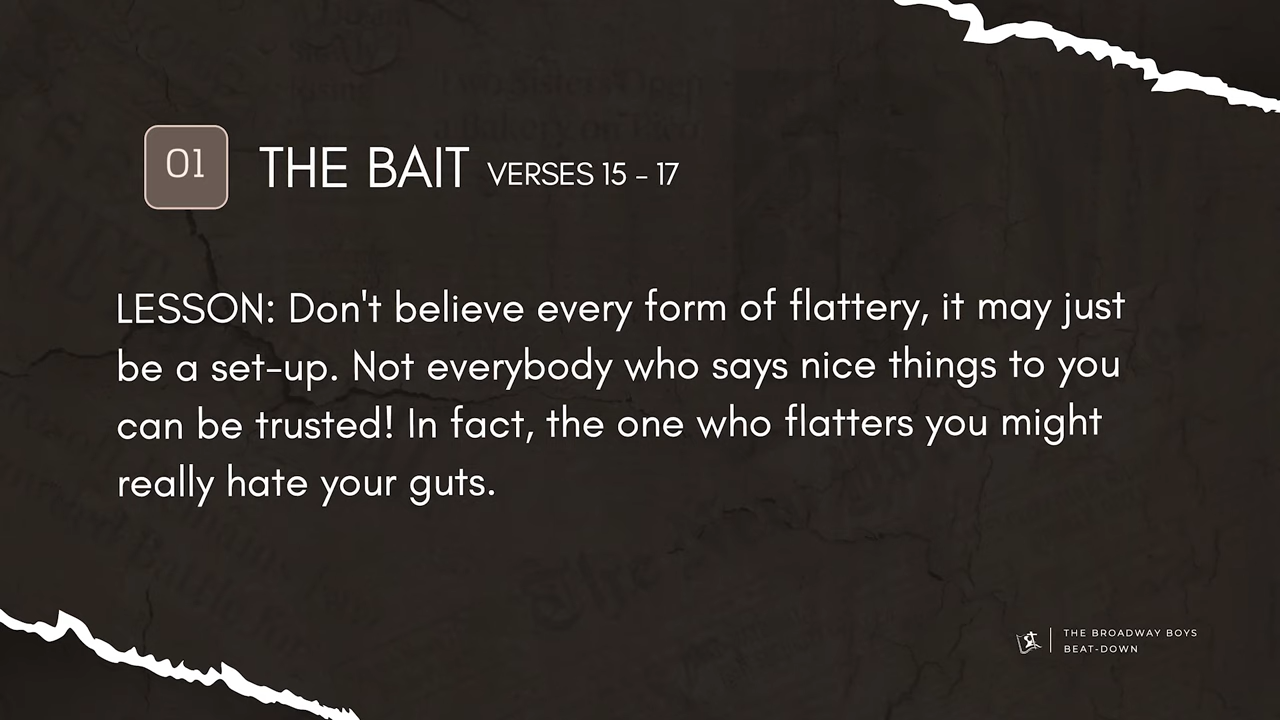 01
THE BAIT VERSES 15 – 17
LESSON: Don't believe every form of flattery, it may just
be a set-up. Not everybody who says nice things to you
can be trusted! In fact, the one who flatters you might
really hate your guts.
THE BROADWAY BOYS
BEAT-DOWN